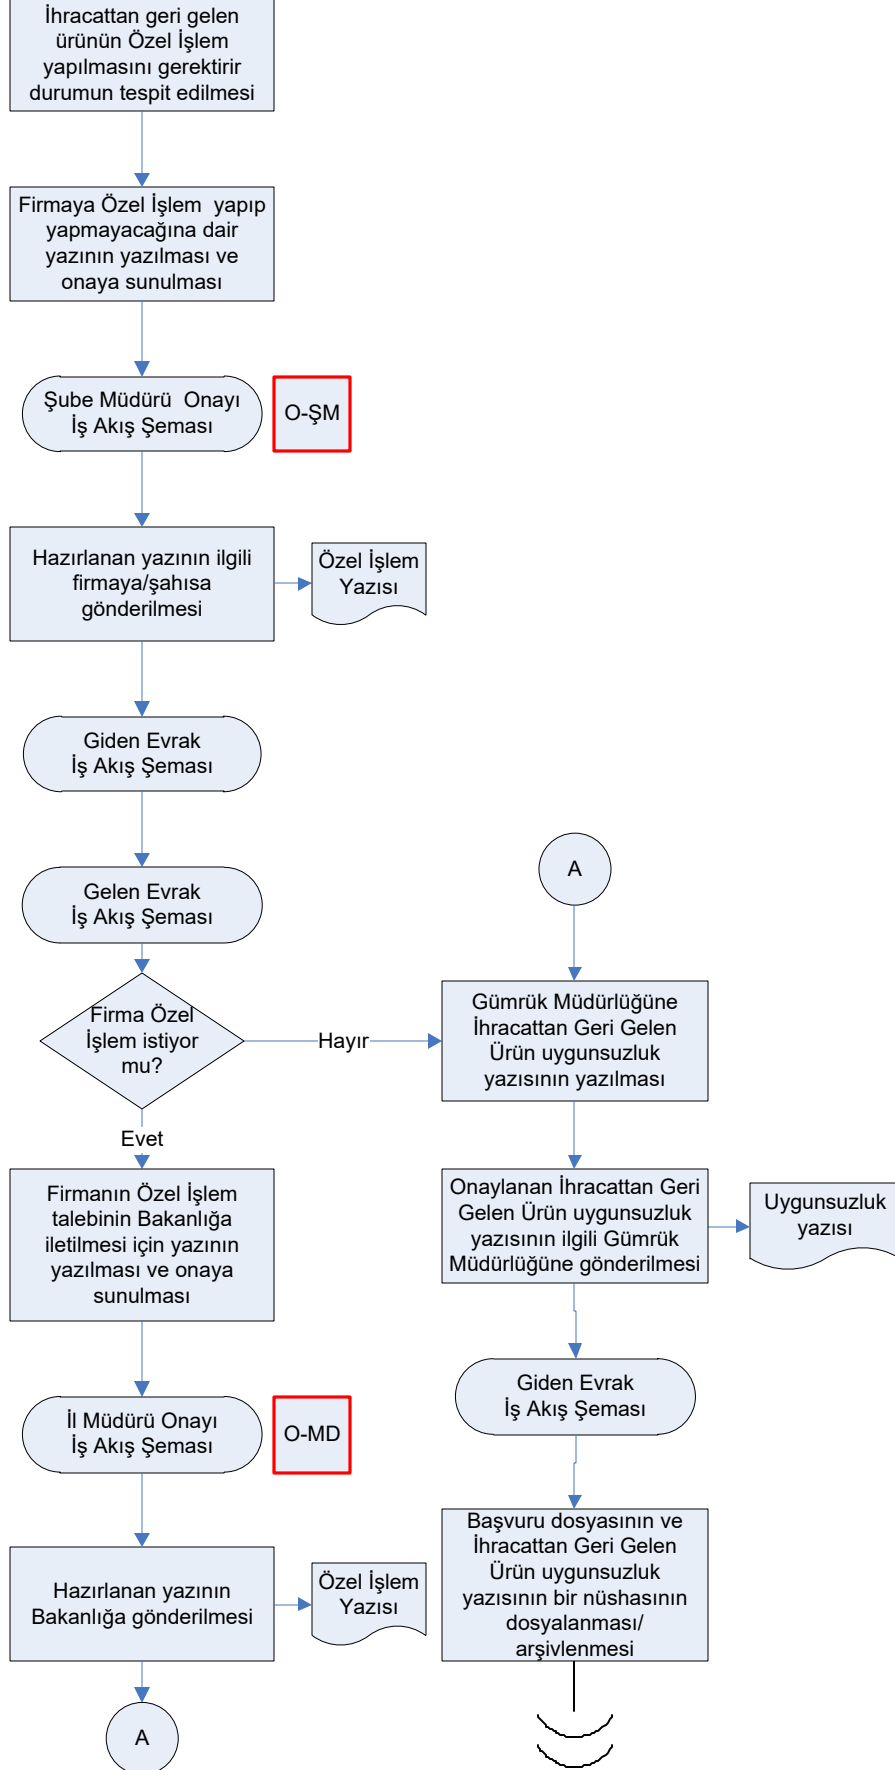 İhracattan geri gelen
ürünün Özel İşlem
yapılmasını gerektirir
durumun tespit edilmesi
Firmaya Özel İşlem yapıp
yapmayacağına dair
yazının yazılması ve
onaya sunulması
Şube Müdürü Onayı
İş Akış Şeması
O-ŞM
Hazırlanan yazının ilgili
firmaya/şahısa
gönderilmesi
Özel İşlem
Yazısı
Giden Evrak
İş Akış Şeması
Gelen Evrak
İş Akış Şeması
Firma Özel
İşlem istiyor
mu?
Hayır
Evet
Firmanın Özel İşlem
talebinin Bakanlığa
iletilmesi için yazının
yazılması ve onaya
sunulması
İl Müdürü Onayı
İş Akış Şeması
O-MD
Hazırlanan yazının
Bakanlığa gönderilmesi
Özel İşlem
Yazısı
A
A
Gümrük Müdürlüğüne
İhracattan Geri Gelen
Ürün uygunsuzluk
yazısının yazılması
Onaylanan İhracattan Geri
Gelen Ürün uygunsuzluk
yazısının ilgili Gümrük
Müdürlüğüne gönderilmesi
Uygunsuzluk
yazısı
Giden Evrak
İş Akış Şeması
Başvuru dosyasının ve
İhracattan Geri Gelen
Ürün uygunsuzluk
yazısının bir nüshasının
dosyalanması/
arşivlenmesi